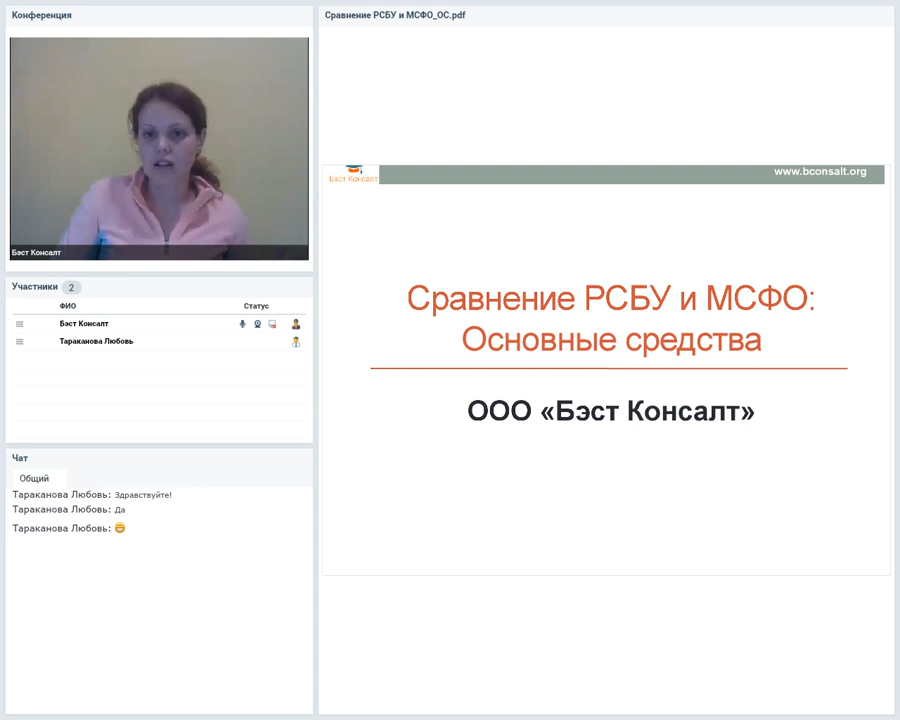 Конференция
Бэст Консалт
Участники 2
ФИО Статус
Бэст Консалт
Тараканова Любовь
Чат
Общий
Тараканова Любовь: Здравствуйте!
Тараканова Любовь: Да
Тараканова Любовь:
Сравнение РСБУ и МСФО_ОС.pdf
Бэст Консалт
www.bconsalt.org
Сравнение РСБУ и МСФО:
Основные средства
ООО «Бэст Консалт»